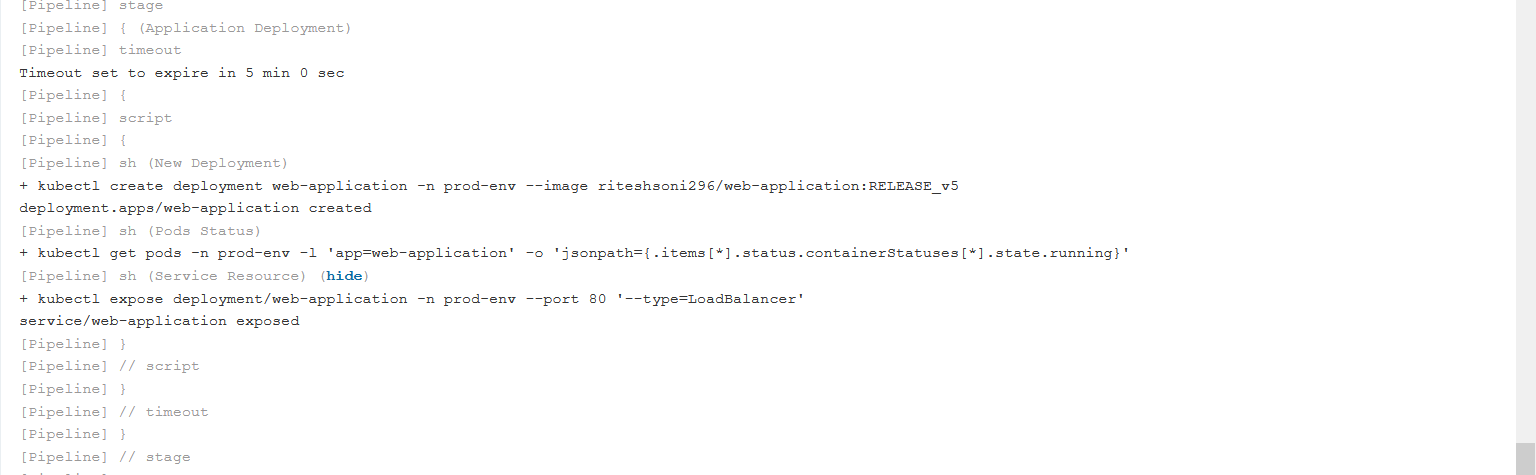 [Pipeline] stage
[Pipeline] { (Application Deployment)
[Pipeline] timeout
Timeout set to expire in 5 min 0 sec
[Pipeline] {
[Pipeline] script
[Pipeline] {
[Pipeline] sh (New Deployment)
+ kubectl create deployment web-application -n prod-env --image riteshsoni296/web-application:RELEASE_v5
deployment.apps/web-application created
[Pipeline] sh (Pods Status)
+ kubectl get pods -n prod-env -l 'app=web-application' -o 'jsonpath={.items[*].status.containerStatuses[*].state.running}'
[Pipeline] sh (Service Resource) (hide)
+ kubectl expose deployment/web-application -n prod-env --port 80 '--type=LoadBalancer'
service/web-application exposed
[Pipeline] }
[Pipeline] // script
[Pipeline] }
[Pipeline] // timeout
[Pipeline] }
[Pipeline] // stage